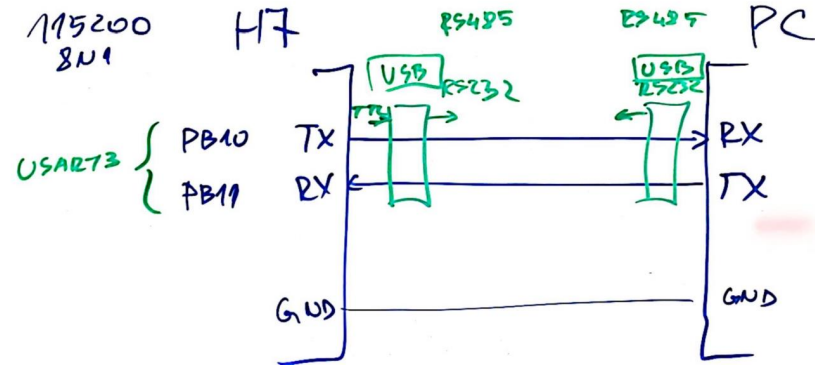 115200
8N1
H7
RS485
RS485
PC
USB
RS232
USB
RS232
TTL
USART3
PB10
TX
RX
PB11
RX
TX
GND
GND